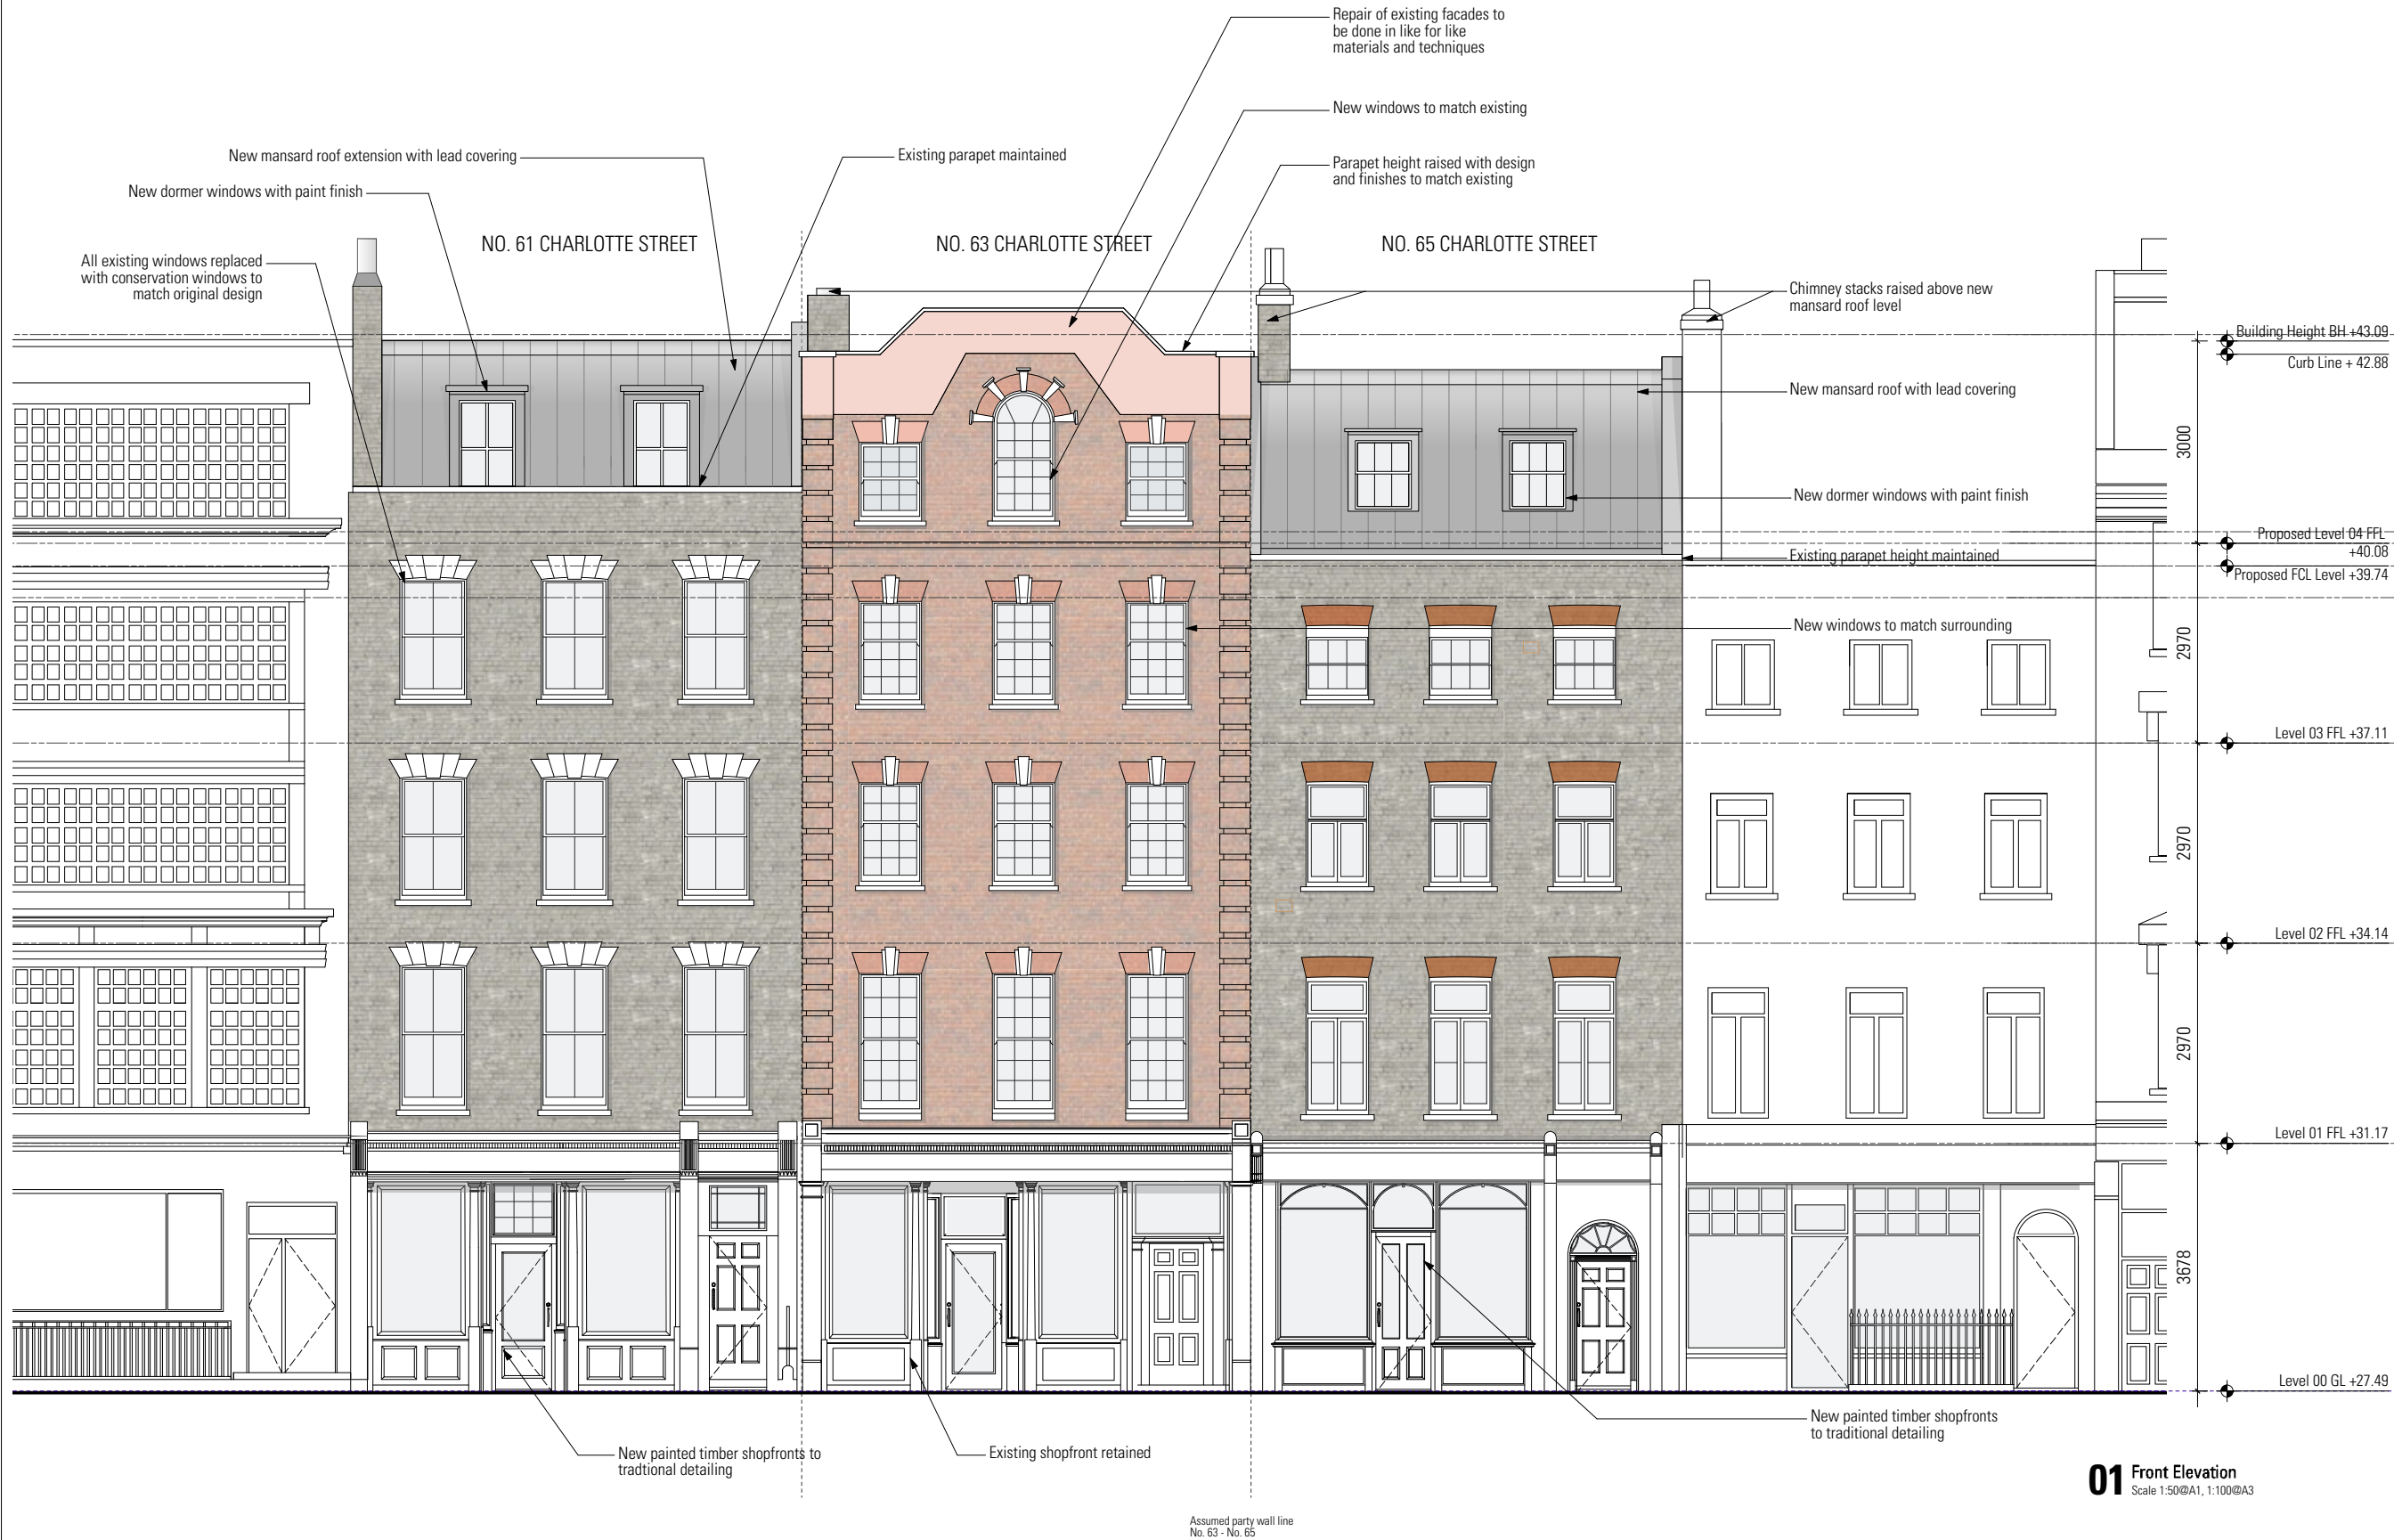 Repair of existing facades to
be done in like for like
materials and techniques
New windows to match existing
New mansard roof extension with lead covering
Existing parapet maintained
Parapet height raised with design
and finishes to match existing
New dormer windows with paint finish
NO. 61 CHARLOTTE STREET
NO. 63 CHARLOTTE STREET
NO. 65 CHARLOTTE STREET
All existing windows replaced
with conservation windows to
match original design
Chimney stacks raised above new
mansard roof level
Building Height BH +43.09
Curb Line + 42.88
New mansard roof with lead covering
3000
New dormer windows with paint finish
Proposed Level 04 FFL
+40.08
Existing parapet height maintained
Proposed FCL Level +39.74
New windows to match surrounding
2970
Level 03 FFL +37.11
2970
Level 02 FFL +34.14
2970
Level 01 FFL +31.17
3678
Level 00 GL +27.49
New painted timber shopfronts
to traditional detailing
New painted timber shopfronts to
tradtional detailing
Existing shopfront retained
01 Front Elevation
Scale 1:50@A1, 1:100@A3
Assumed party wall line
No. 63 - No. 65